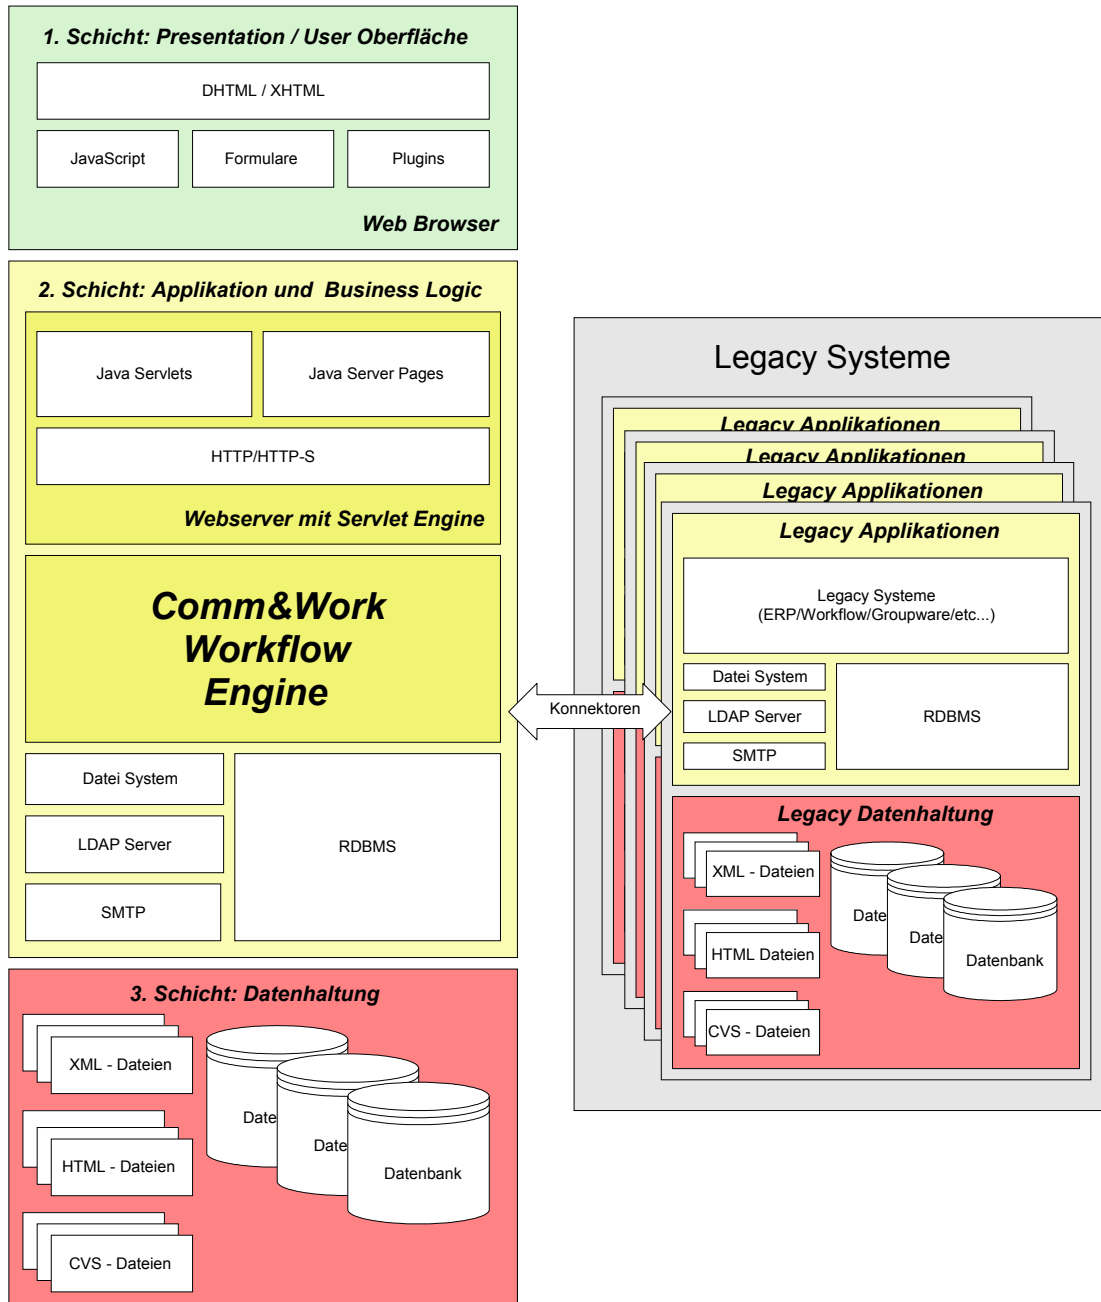 1. Schicht: Presentation / User Oberfläche
DHTML / XHTML
JavaScript
Formulare
Plugins
Web Browser
2. Schicht: Applikation und Business Logic
Java Servlets
Java Server Pages
HTTP/HTTP-S
Webserver mit Servlet Engine
Comm&Work
Workflow
Engine
Datei System
LDAP Server
SMTP
RDBMS
3. Schicht: Datenhaltung
XML - Dateien
HTML - Dateien
CVS - Dateien
Date
Date
Datenbank
Konnektoren
Legacy Systeme
Legacy Applikationen
Legacy Applikationen
Legacy Applikationen
Legacy Applikationen
Legacy Systeme
(ERP/Workflow/Groupware/etc...)
Datei System
LDAP Server
SMTP
RDBMS
Legacy Datenhaltung
XML - Dateien
HTML Dateien
CVS - Dateien
Date
Date
Datenbank